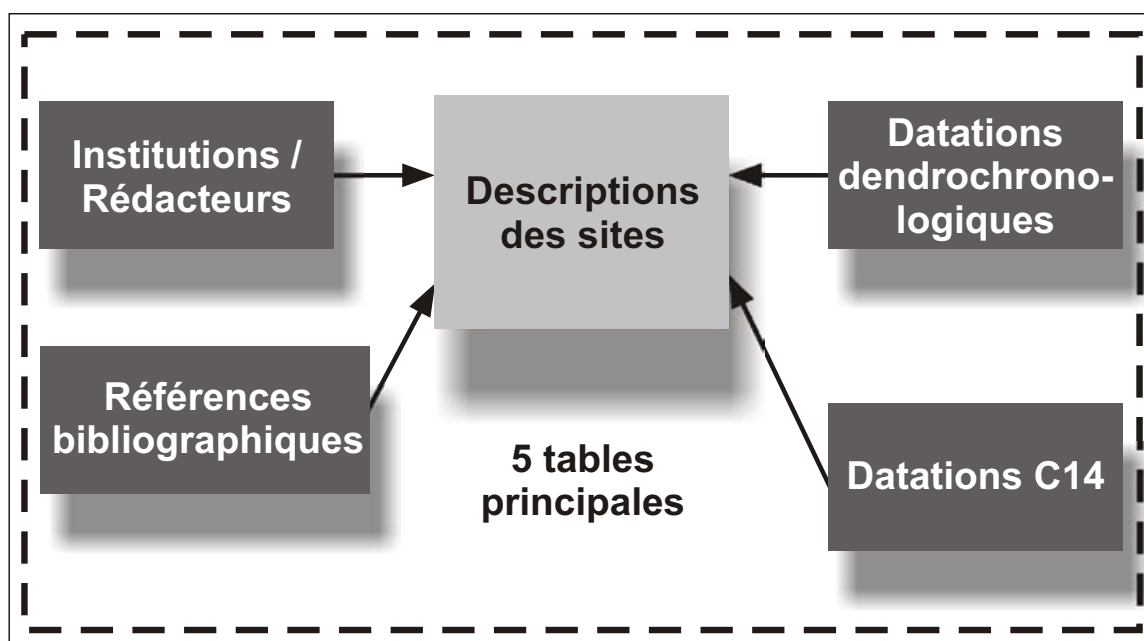 Institutions /
Rédacteurs
Descriptions
des sites
Datations
dendrochrono-
logiques
Références
bibliographiques
5 tables
principales
Datations C14